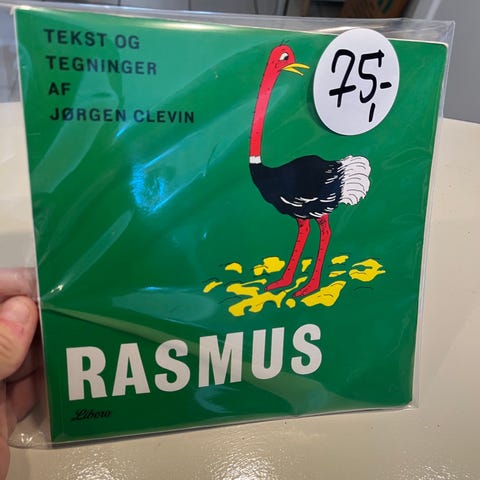 TEKST OG
TEGNINGER
AF
JØRGEN CLEVIN
75,-
RASMUS
Libero